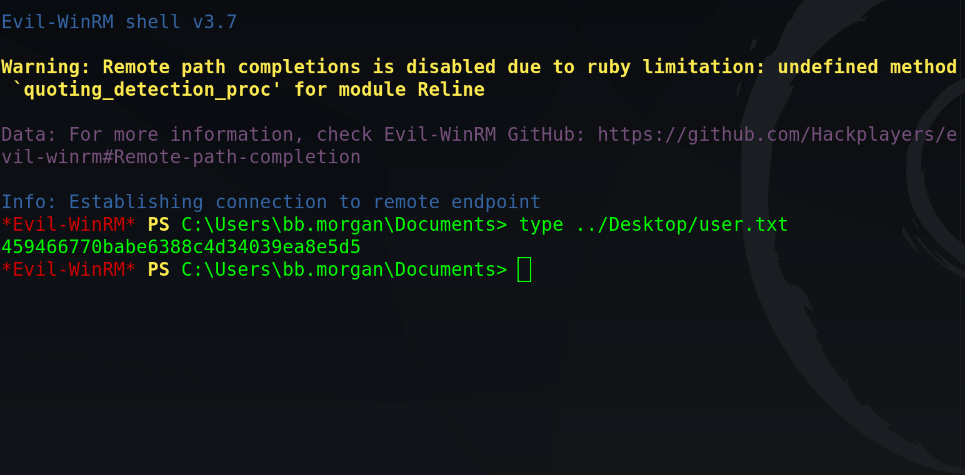 Evil-WinRM shell v3.7
Warning: Remote path completions is disabled due to ruby limitation: undefined method
 `quoting_detection_proc' for module Reline
Data: For more information, check Evil-WinRM GitHub: https://github.com/Hackplayers/e
vil-winrm#Remote-path-completion
Info: Establishing connection to remote endpoint
*Evil-WinRM* PS C:\Users\bb.morgan\Documents> type ../Desktop/user.txt
459466770babe6388c4d34039ea8e5d5
*Evil-WinRM* PS C:\Users\bb.morgan\Documents>